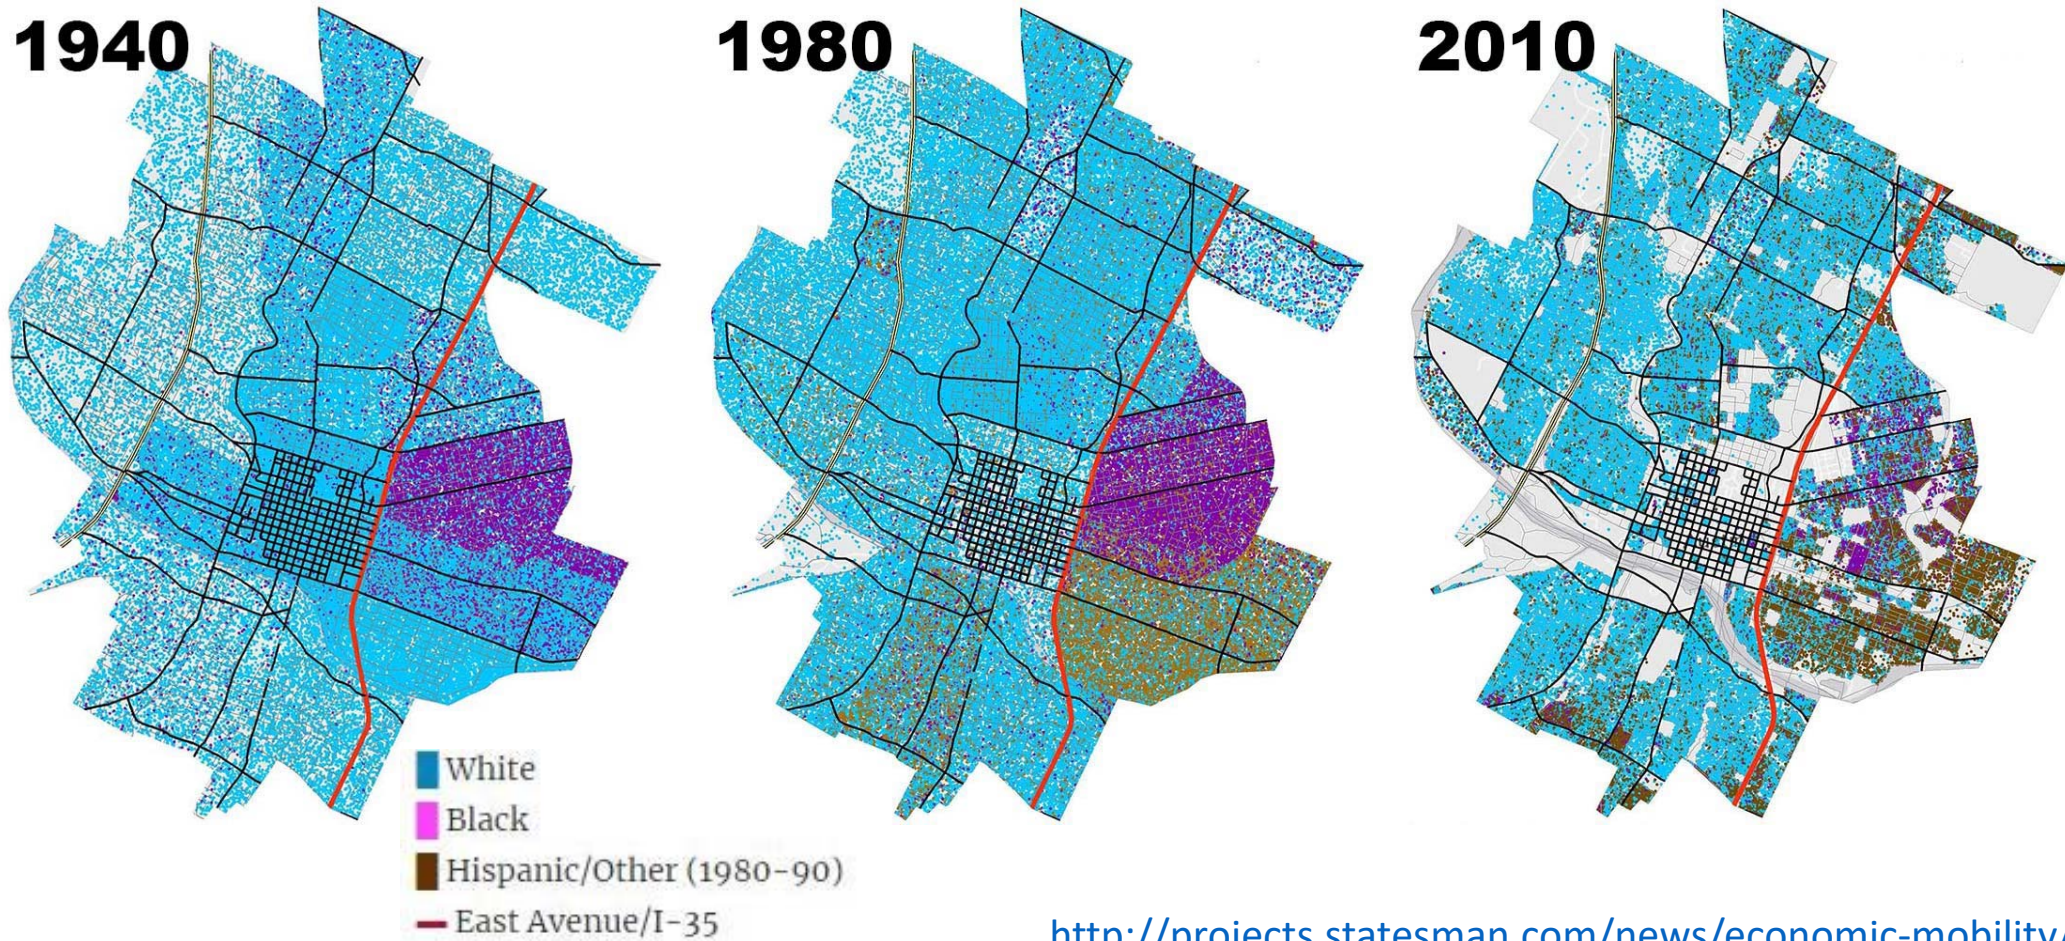 1940
1980
2010
White
Black
Hispanic/Other (1980-90)
East Avenue/I-35
http://projects.statesman.com/news/economic-mobility/